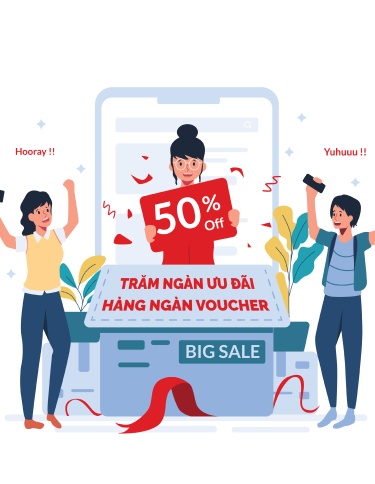 Hooray !!
Yuhuuu !!
50%
Off
TRĂM NGÀN ƯU ĐÃI
HÀNG NGÀN VOUCHER
BIG SALE